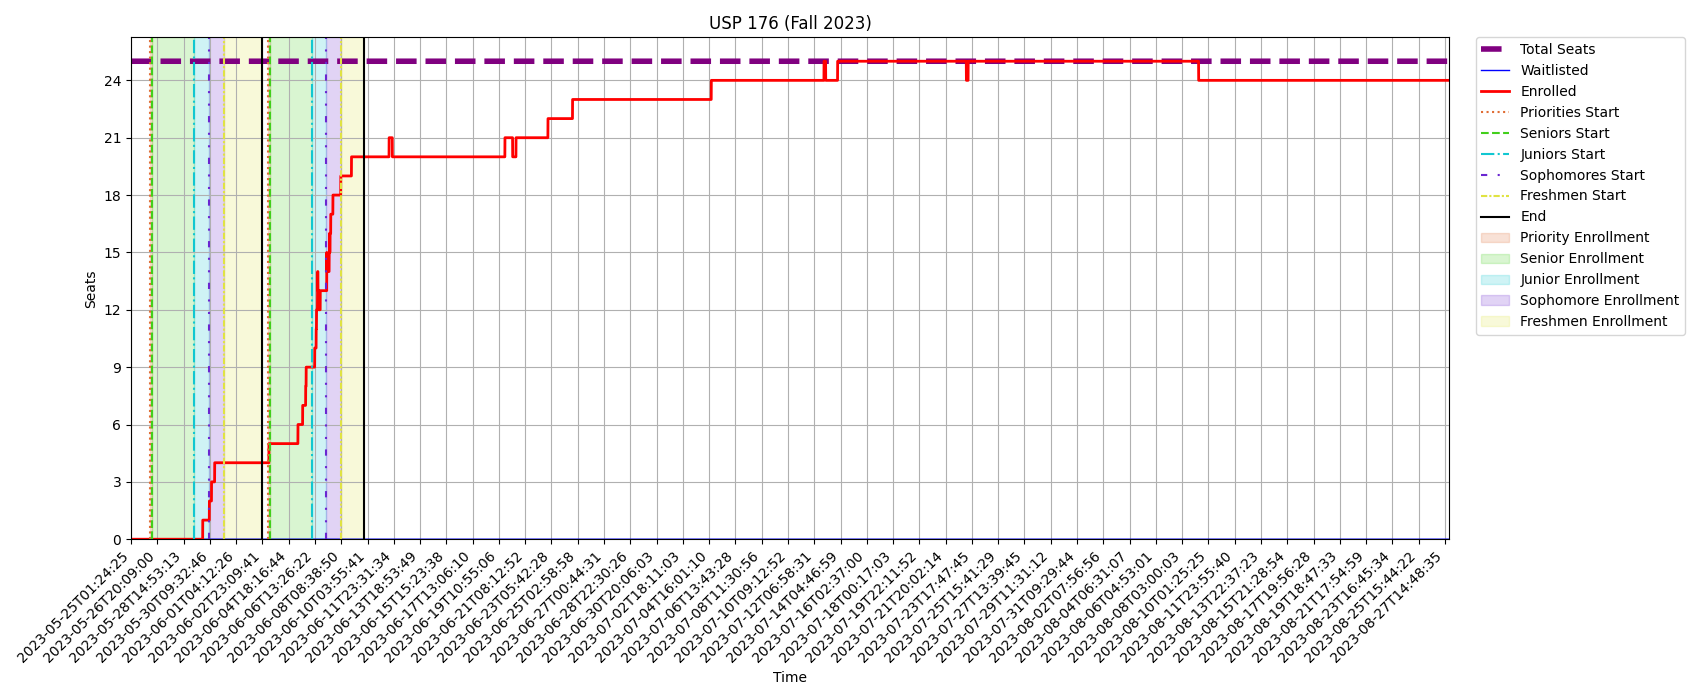 USP 176 (Fall 2023)
Seats
24
21
18
15
12
9
6
3
0
2023-05-25T01:24:25
2023-05-26T20:09:00
2023-05-28T14:53:13
2023-05-30T09:32:46
2023-06-01T04:12:26
2023-06-02T23:09:41
2023-06-04T18:16:44
2023-06-06T13:26:22
2023-06-08T08:38:50
2023-06-10T03:55:41
2023-06-11T23:31:34
2023-06-13T18:53:49
2023-06-15T15:23:38
2023-06-17T13:06:10
2023-06-19T10:55:06
2023-06-21T08:12:52
2023-06-23T05:42:28
2023-06-25T02:58:58
2023-06-27T00:44:31
2023-06-28T22:30:26
2023-06-30T20:06:03
2023-07-02T18:11:03
2023-07-04T16:01:10
2023-07-06T13:43:28
2023-07-08T11:30:56
2023-07-10T09:12:52
2023-07-12T06:58:31
2023-07-14T04:46:59
2023-07-16T02:37:00
2023-07-18T00:17:03
2023-07-19T22:11:52
2023-07-21T20:02:14
2023-07-23T17:47:45
2023-07-25T15:41:29
2023-07-27T13:39:45
2023-07-29T11:31:12
2023-07-31T09:29:44
2023-08-02T07:56:56
2023-08-04T06:31:07
2023-08-06T04:53:01
2023-08-08T03:00:03
2023-08-10T01:25:25
2023-08-11T23:55:40
2023-08-13T22:37:23
2023-08-15T21:28:54
2023-08-17T19:56:28
2023-08-19T18:47:33
2023-08-21T17:54:59
2023-08-23T16:45:34
2023-08-25T15:44:22
2023-08-27T14:48:35
Time
Total Seats
Waitlisted
Enrolled
Priorities Start
Seniors Start
Juniors Start
Sophomores Start
Freshmen Start
End
Priority Enrollment
Senior Enrollment
Junior Enrollment
Sophomore Enrollment
Freshmen Enrollment